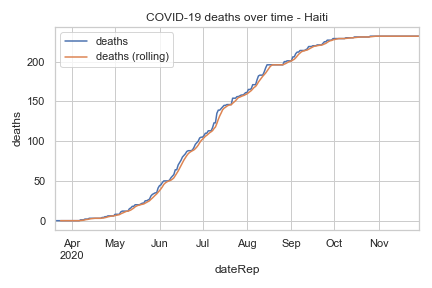 COVID-19 deaths over time - Haiti
deaths
deaths (rolling)
200
150
100
50
0
deaths
Apr May Jun Jul Aug Sep Oct Nov
2020
dateRep